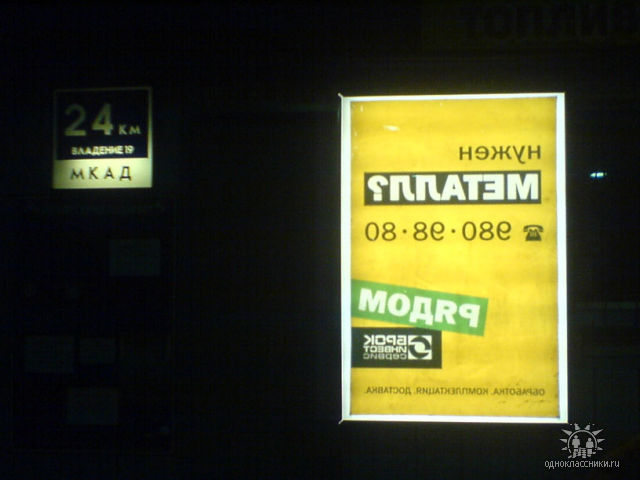 24 КМ
ВЛАДЕНИЕ 19
МКАД
нужен
МЕТАЛЛ?
☎ 980·98·80
РЯДОМ
БРОК
ИНВЕСТ
СЕРВИС
ОБРАБОТКА. КОМПЛЕКТАЦИЯ. ДОСТАВКА.
одноклассники.ru